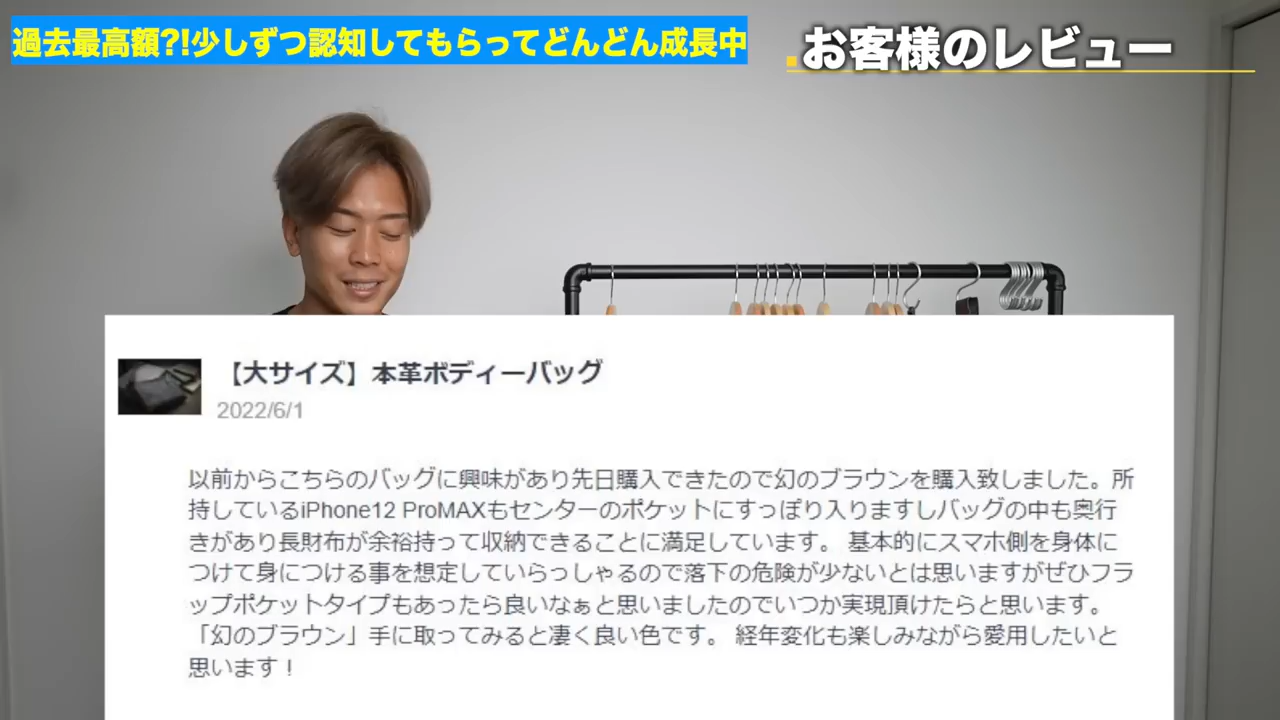 過去最高額?!少しずつ認知してもらってどんどん成長中
お客様のレビュー
【大サイズ】本革ボディーバッグ
2022/6/1
以前からこちらのバッグに興味があり先日購入できたので幻のブラウンを購入致しました。所
持しているiPhone12 ProMAXもセンターのポケットにすっぽり入りますしバッグの中も奥行
きがあり長財布が余裕持って収納できることに満足しています。 基本的にスマホ側を身体に
つけて身につける事を想定していらっしゃるので落下の危険が少ないとは思いますがぜひフラ
ップポケットタイプもあったら良いなぁと思いましたのでいつか実現頂けたらと思います。
「幻のブラウン」手に取ってみると凄く良い色です。 経年変化も楽しみながら愛用したいと
思います！